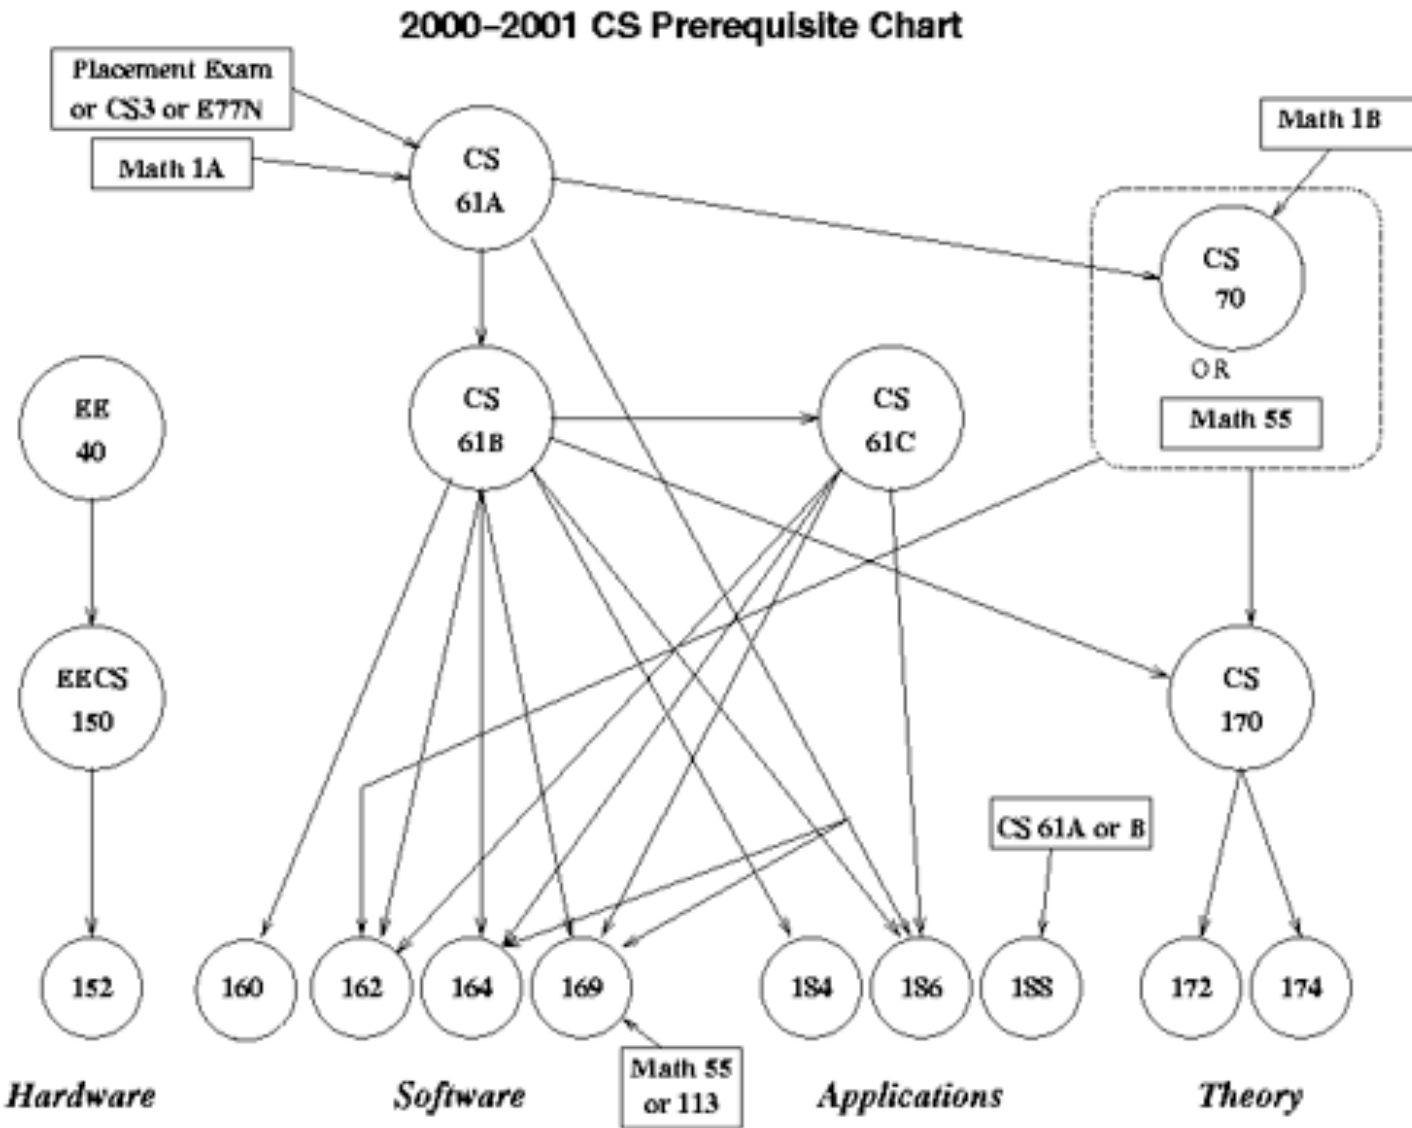 2000–2001 CS Prerequisite Chart
Placement Exam
or CS3 or E77N
Math 1A
CS
61A
Math 1B
CS
70
OR
Math 55
EE
40
CS
61B
CS
61C
EECS
150
CS
170
CS 61A or B
152
160
162
164
169
184
186
188
172
174
Math 55
or 113
Hardware
Software
Applications
Theory